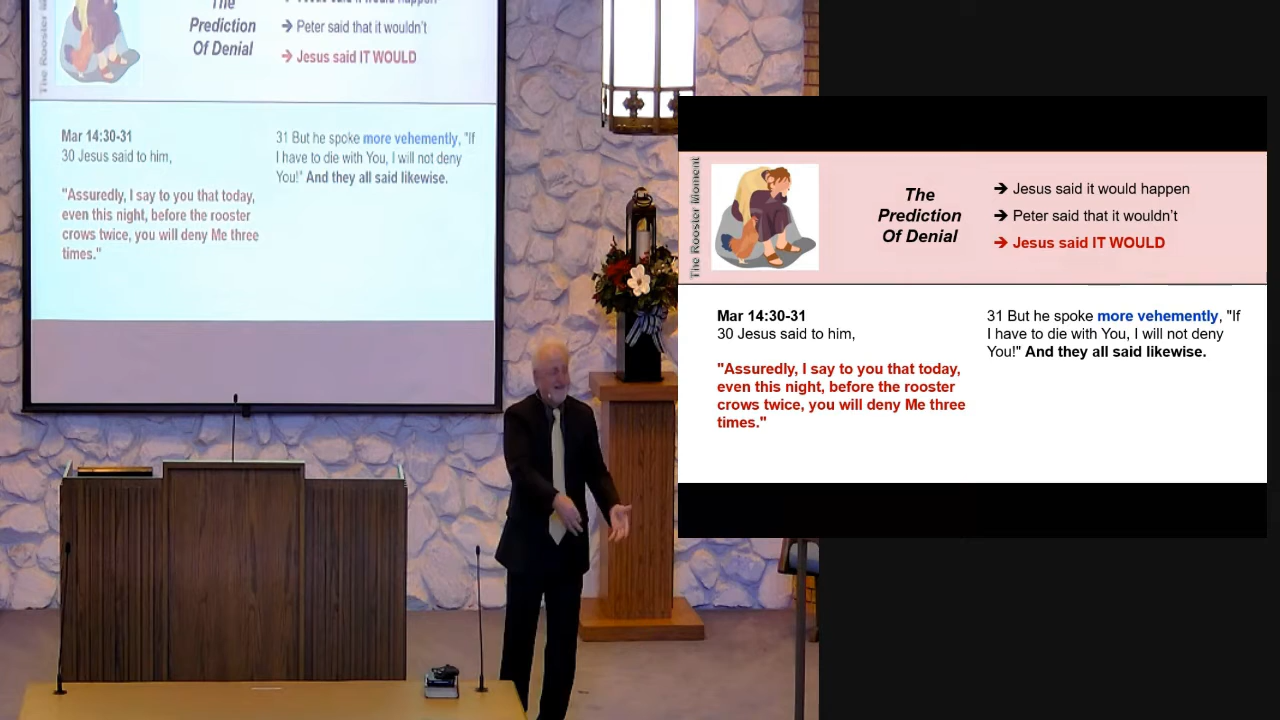 The
Prediction
Of Denial
➔ Jesus said it would happen
➔ Peter said that it wouldn't
➔ Jesus said IT WOULD
The Rooster M
Mar 14:30-31
30 Jesus said to him,
"Assuredly, I say to you that today,
even this night, before the rooster
crows twice, you will deny Me three
times."
31 But he spoke more vehemently, "If
I have to die with You, I will not deny
You!" And they all said likewise.
The Rooster Moment
The
Prediction
Of Denial
➔ Jesus said it would happen
➔ Peter said that it wouldn't
➔ Jesus said IT WOULD
Mar 14:30-31
30 Jesus said to him,
"Assuredly, I say to you that today,
even this night, before the rooster
crows twice, you will deny Me three
times."
31 But he spoke more vehemently, "If
I have to die with You, I will not deny
You!" And they all said likewise.